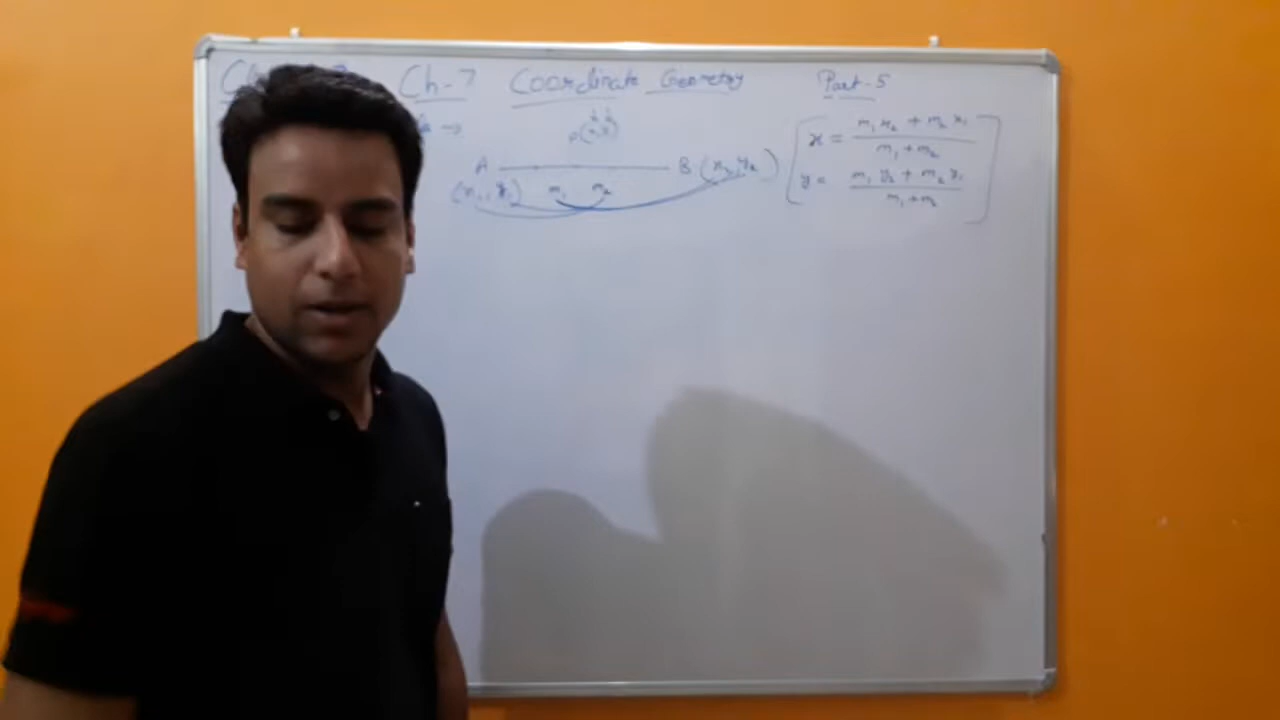 Ch-7 Coordinate Geometry Part-5
P(x, y)
A B (x₂, y₂)
(x₁, y₁) m₁ m₂
x = m₁x₂ + m₂x₁ / m₁+m₂
y = m₁y₂ + m₂y₁ / m₁+m₂